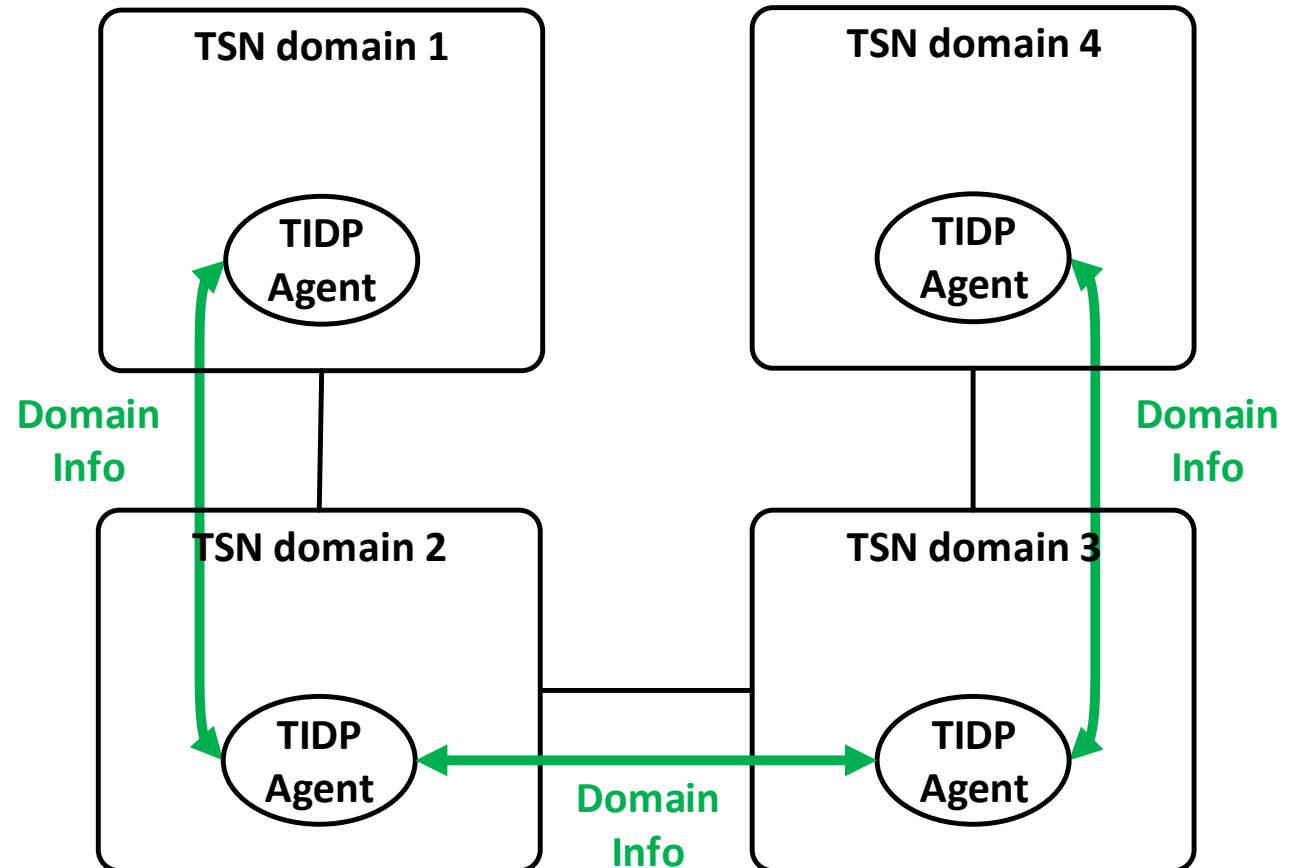 TSN domain 1
TSN domain 4
TIDP
Agent
TIDP
Agent
Domain
Info
Domain
Info
TSN domain 2
TSN domain 3
TIDP
Agent
TIDP
Agent
Domain
Info